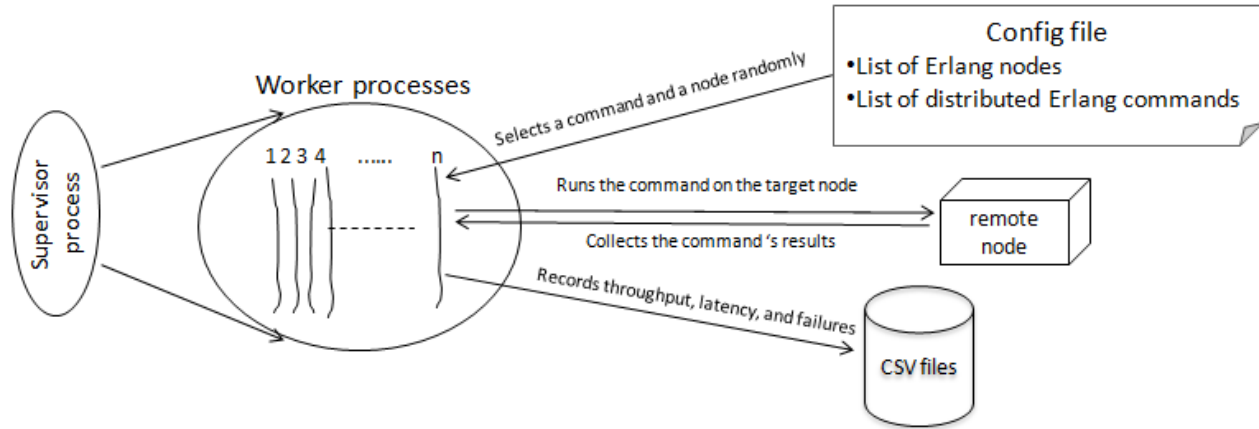 Config file
•List of Erlang nodes
•List of distributed Erlang commands
Worker processes
Selects a command and a node randomly
1 2 3 4 ...... n
Supervisor
process
Runs the command on the target node
Collects the command 's results
remote
node
Records throughput, latency, and failures
CSV files